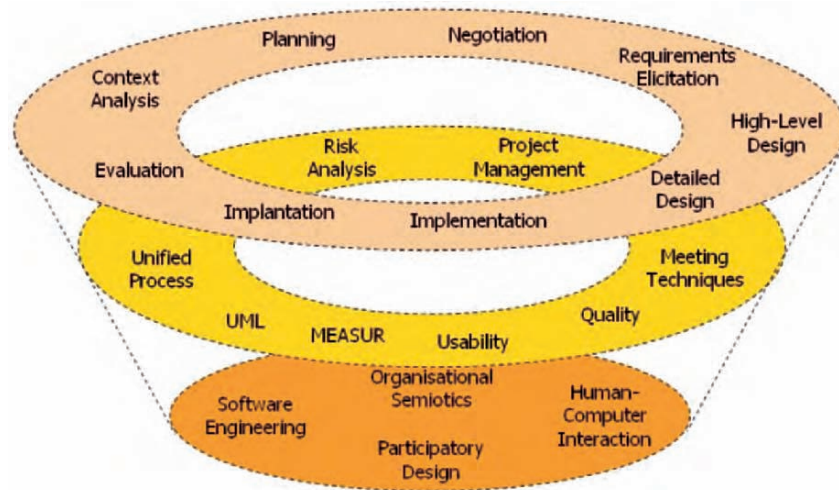 Planning
Negotiation
Context
Analysis
Requirements
Elicitation
High-Level
Design
Evaluation
Risk
Analysis
Project
Management
Detailed
Design
Implantation
Implementation
Unified
Process
Meeting
Techniques
UML
MEASUR
Usability
Quality
Software
Engineering
Organisational
Semiotics
Human-
Computer
Interaction
Participatory
Design